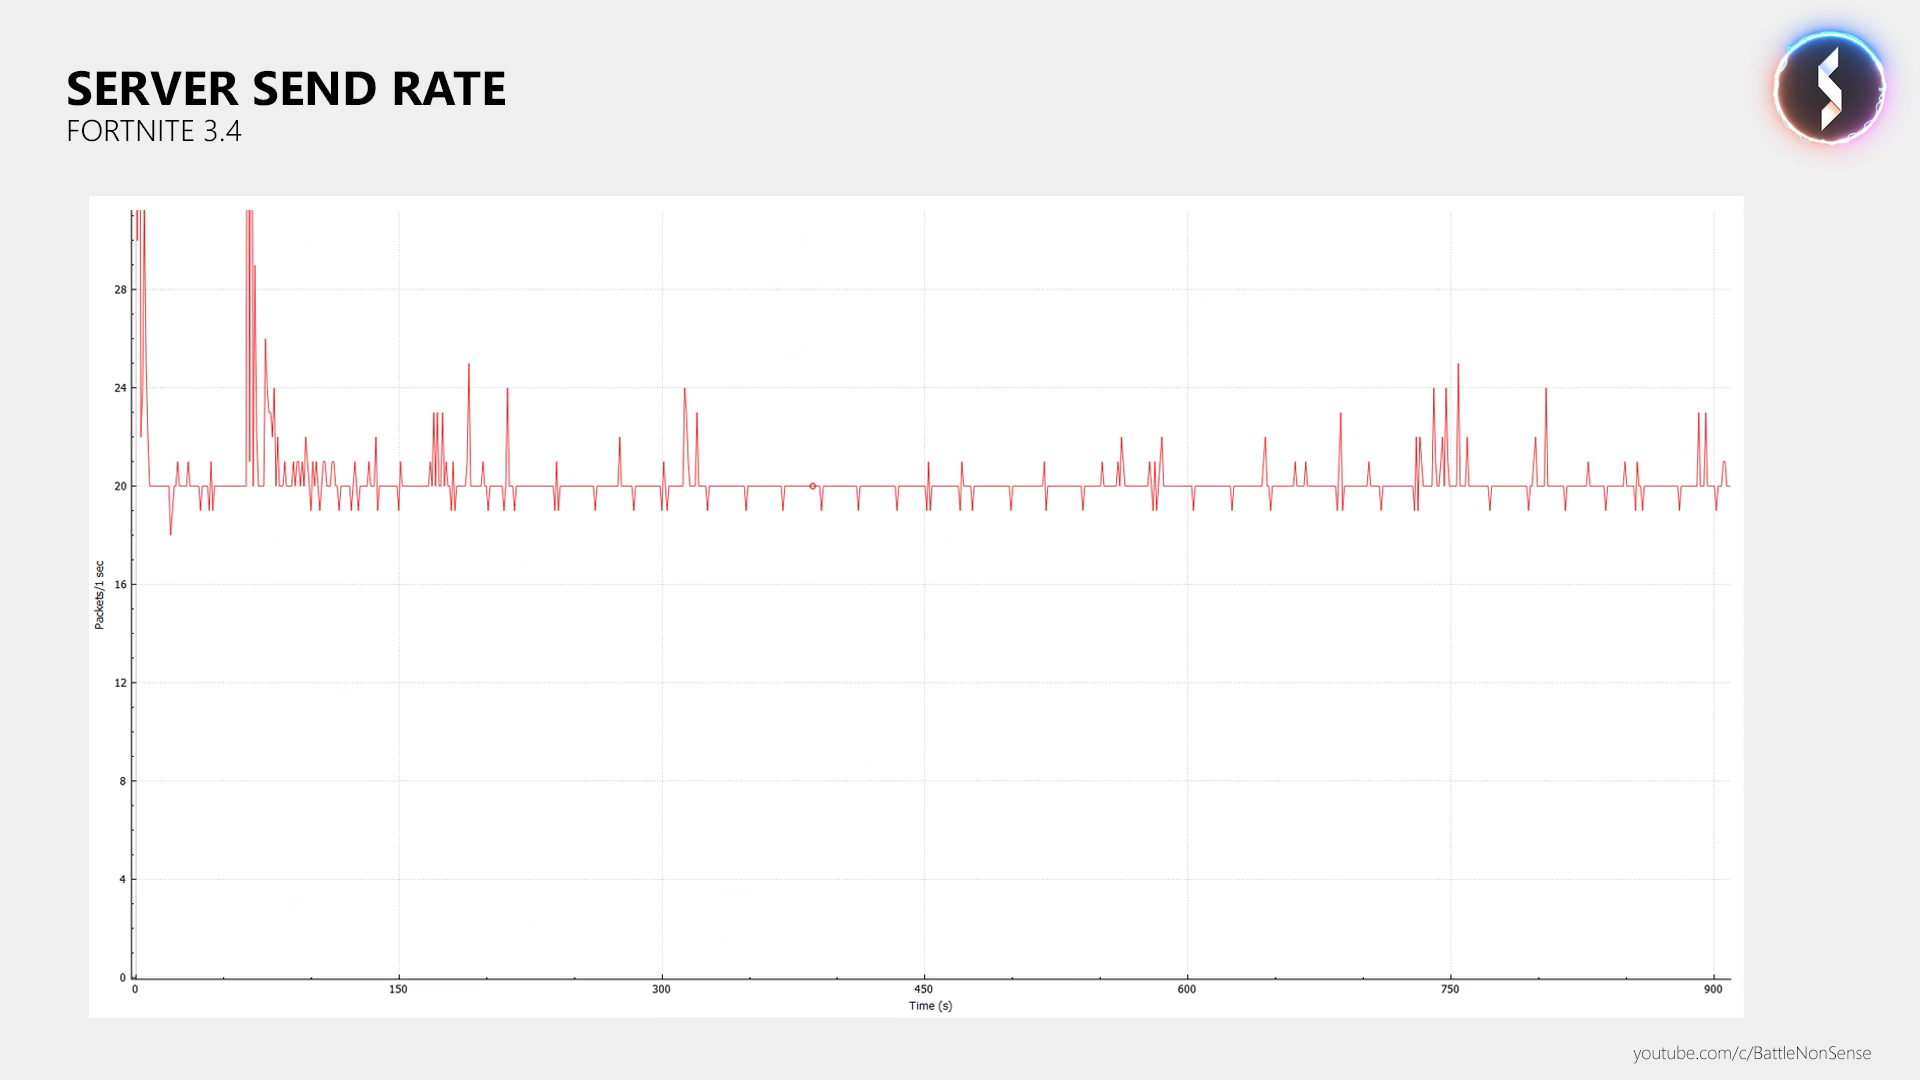 SERVER SEND RATE
FORTNITE 3.4
28
24
20
16
12
8
4
0
Packets/1 sec
0 150 300 450 600 750 900
Time (s)
youtube.com/c/BattleNonSense